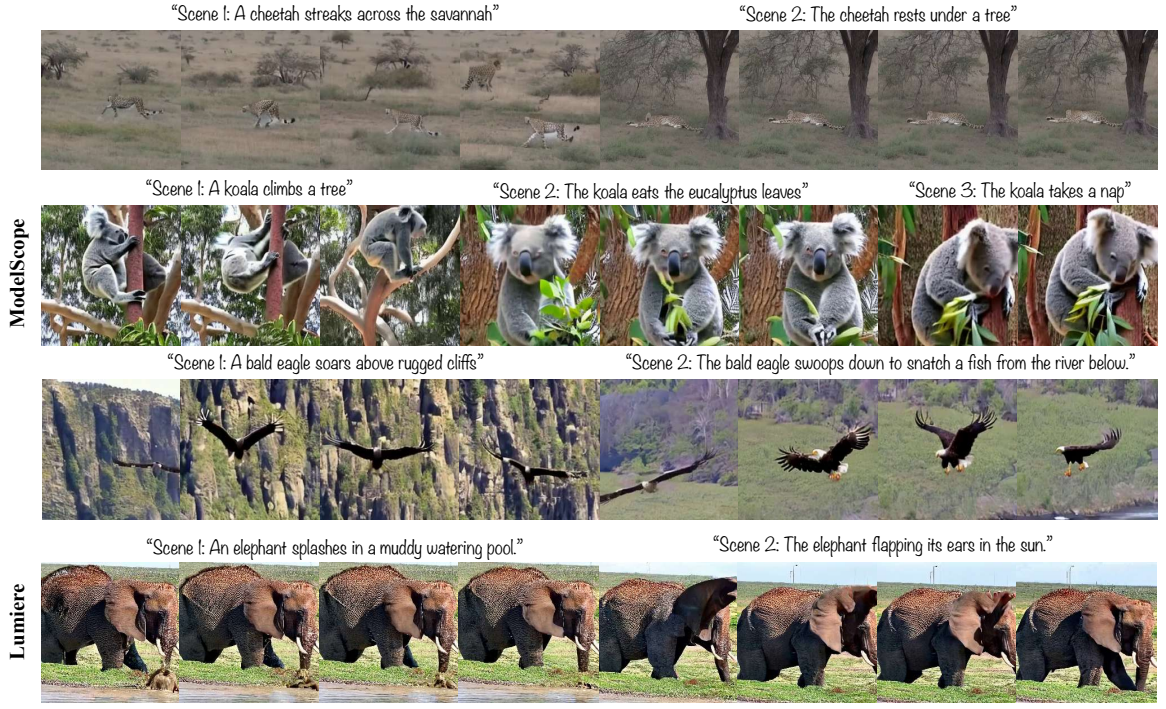 “Scene 1: A cheetah streaks across the savannah”
“Scene 2: The cheetah rests under a tree”
“Scene 1: A koala climbs a tree”
“Scene 2: The koala eats the eucalyptus leaves”
“Scene 3: The koala takes a nap”
ModelScope
“Scene 1: A bald eagle soars above rugged cliffs”
“Scene 2: The bald eagle swoops down to snatch a fish from the river below.”
“Scene 1: An elephant splashes in a muddy watering pool.”
“Scene 2: The elephant flapping its ears in the sun.”
Lumiere